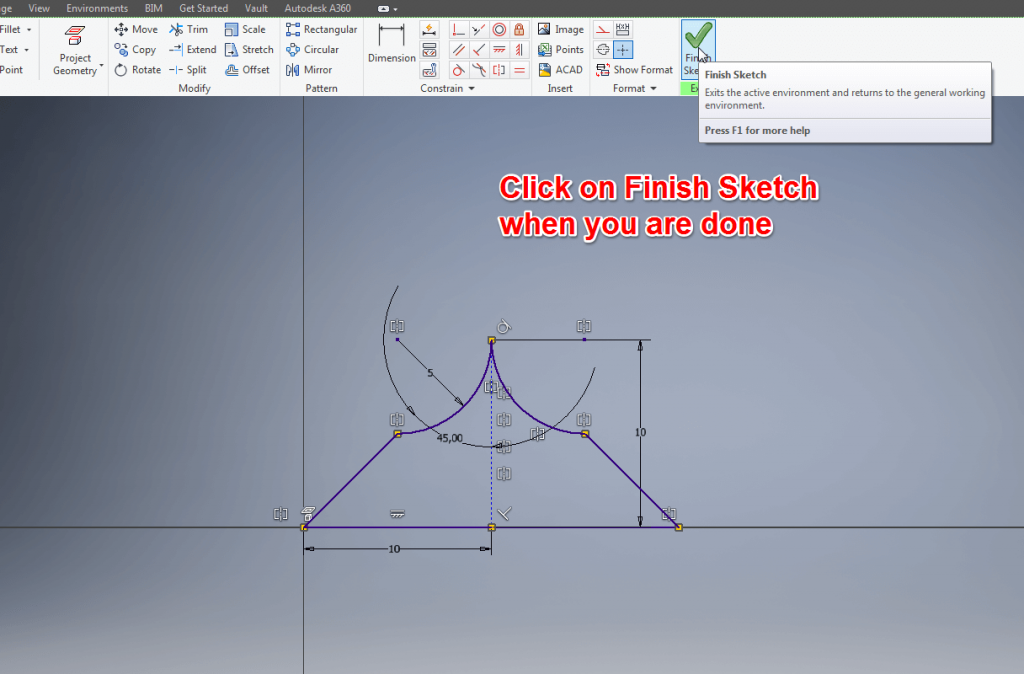 ge View Environments BIM Get Started Vault Autodesk A360
Fillet Move Trim Scale Rectangular Image
Text Copy Extend Stretch Circular Points
Point Project Geometry Rotate Split Offset Mirror Dimension ACAD Show Format
Modify Pattern Constrain Insert Format
Finish Sketch
Exits the active environment and returns to the general working
environment.
Press F1 for more help
Click on Finish Sketch
when you are done
5
45,00
10
10